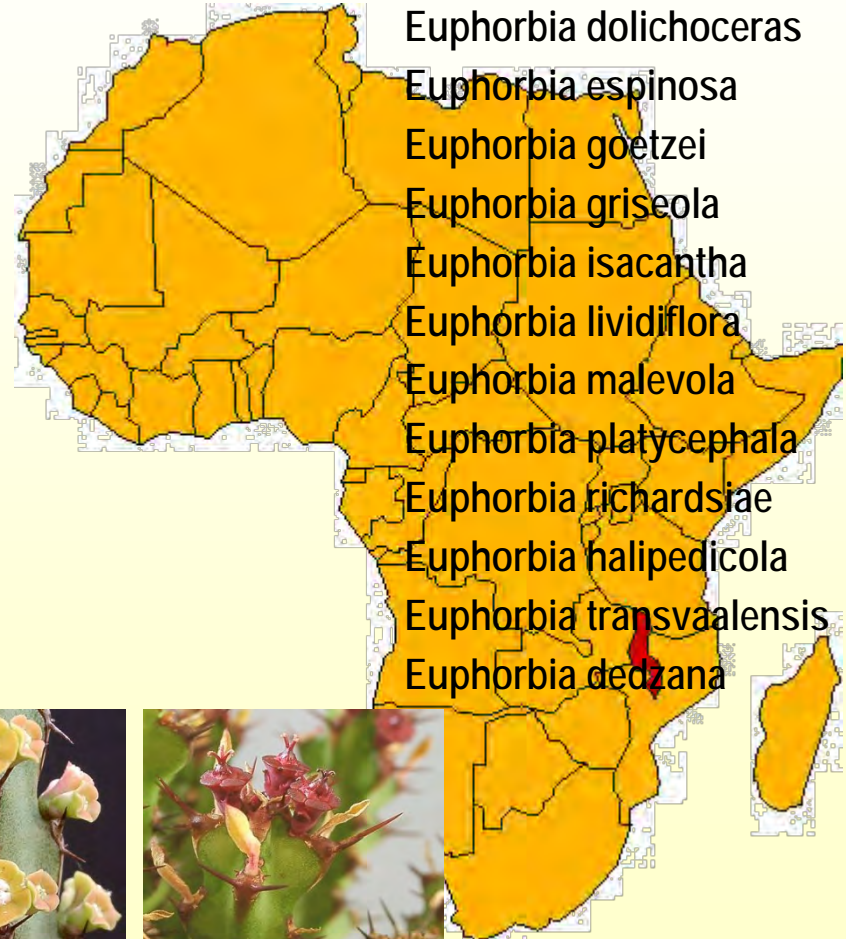 Euphorbia dolichoceras
Euphorbia espinosa
Euphorbia goetzei
Euphorbia griseola
Euphorbia isacantha
Euphorbia lividiflora
Euphorbia malevola
Euphorbia platycephala
Euphorbia richardsiae
Euphorbia halipedicola
Euphorbia transvaalensis
Euphorbia dedzana